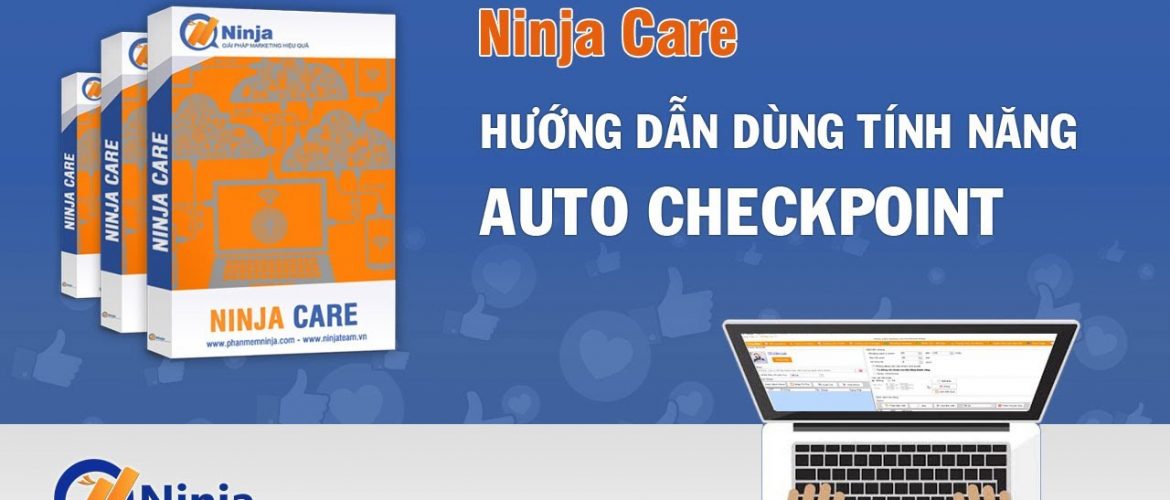 Ninja
GIẢI PHÁP MARKETING HIỆU QUẢ
NINJA CARE
NINJA CARE
NINJA CARE
NINJA CARE
www.phanmemninja.com - www.ninjateam.vn
Ninja Care
HƯỚNG DẪN DÙNG TÍNH NĂNG
AUTO CHECKPOINT
Ninja